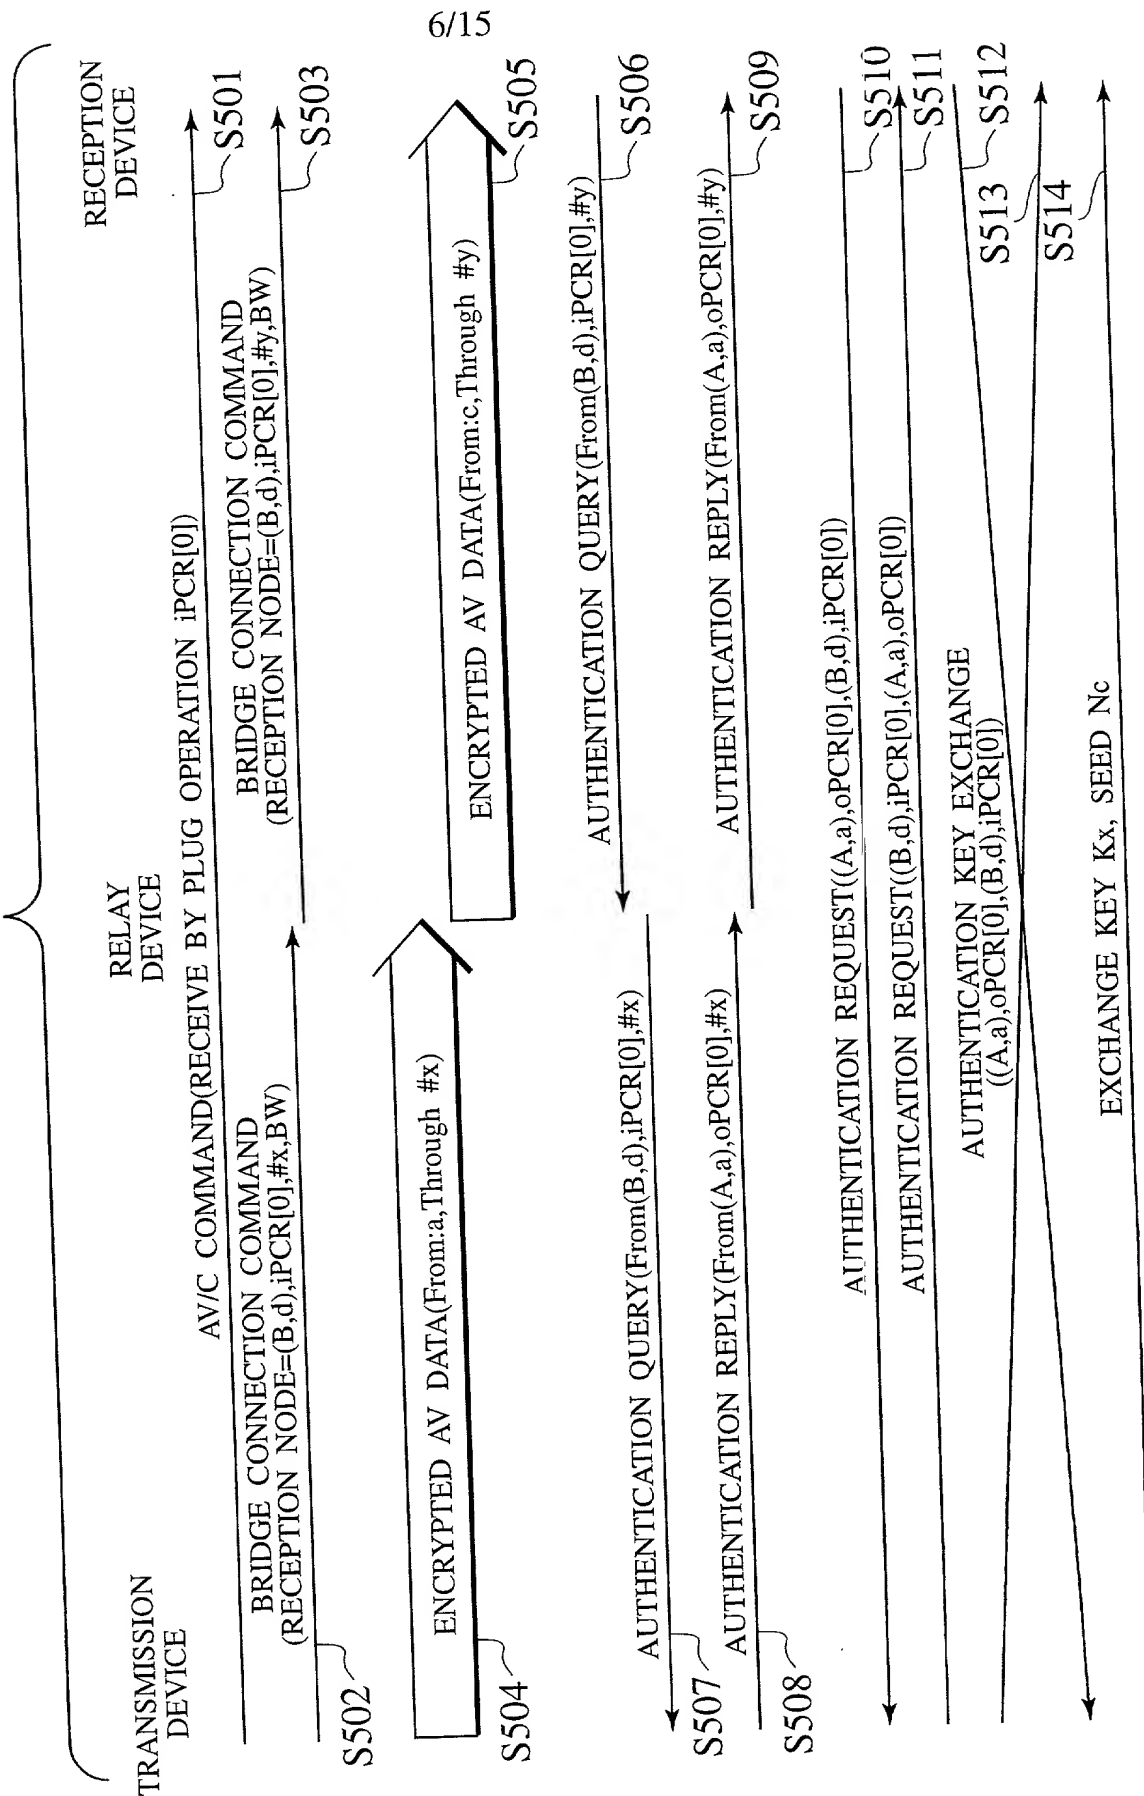 6/15
TRANSMISSION
DEVICE
RELAY
DEVICE
RECEPTION
DEVICE
AV/C COMMAND(RECEIVE BY PLUG OPERATION iPCR[0])
S501
BRIDGE CONNECTION COMMAND
(RECEPTION NODE=(B,d),iPCR[0],#x,BW)
S502
BRIDGE CONNECTION COMMAND
(RECEPTION NODE=(B,d),iPCR[0],#y,BW)
S503
ENCRYPTED AV DATA(From:a,Through #x)
S504
ENCRYPTED AV DATA(From:c,Through #y)
S505
AUTHENTICATION QUERY(From(B,d),iPCR[0],#y)
S506
AUTHENTICATION QUERY(From(B,d),iPCR[0],#x)
S507
AUTHENTICATION REPLY(From(A,a),oPCR[0],#x)
S508
AUTHENTICATION REPLY(From(A,a),oPCR[0],#y)
S509
AUTHENTICATION REQUEST((A,a),oPCR[0],(B,d),iPCR[0])
S510
AUTHENTICATION REQUEST((B,d),iPCR[0],(A,a),oPCR[0])
S511
AUTHENTICATION KEY EXCHANGE
((A,a),oPCR[0],(B,d),iPCR[0])
S512
S513
S514
EXCHANGE KEY Kx, SEED Nc